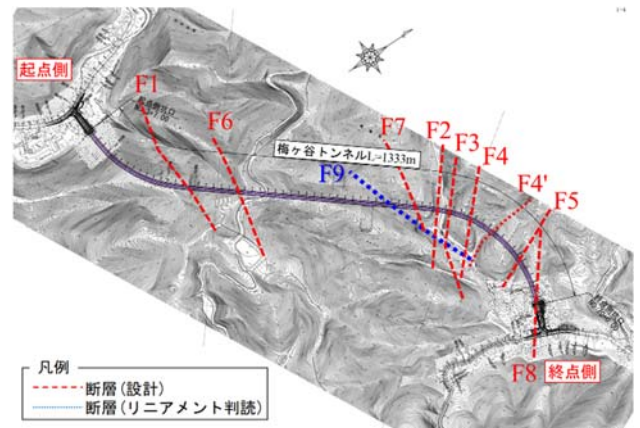 起点側
F1
F6
F7
F2
F3
F4
F4'
F5
梅ヶ谷トンネルL=1333m
F9
F8
終点側
凡例
断層(設計)
断層(リニアメント判読)